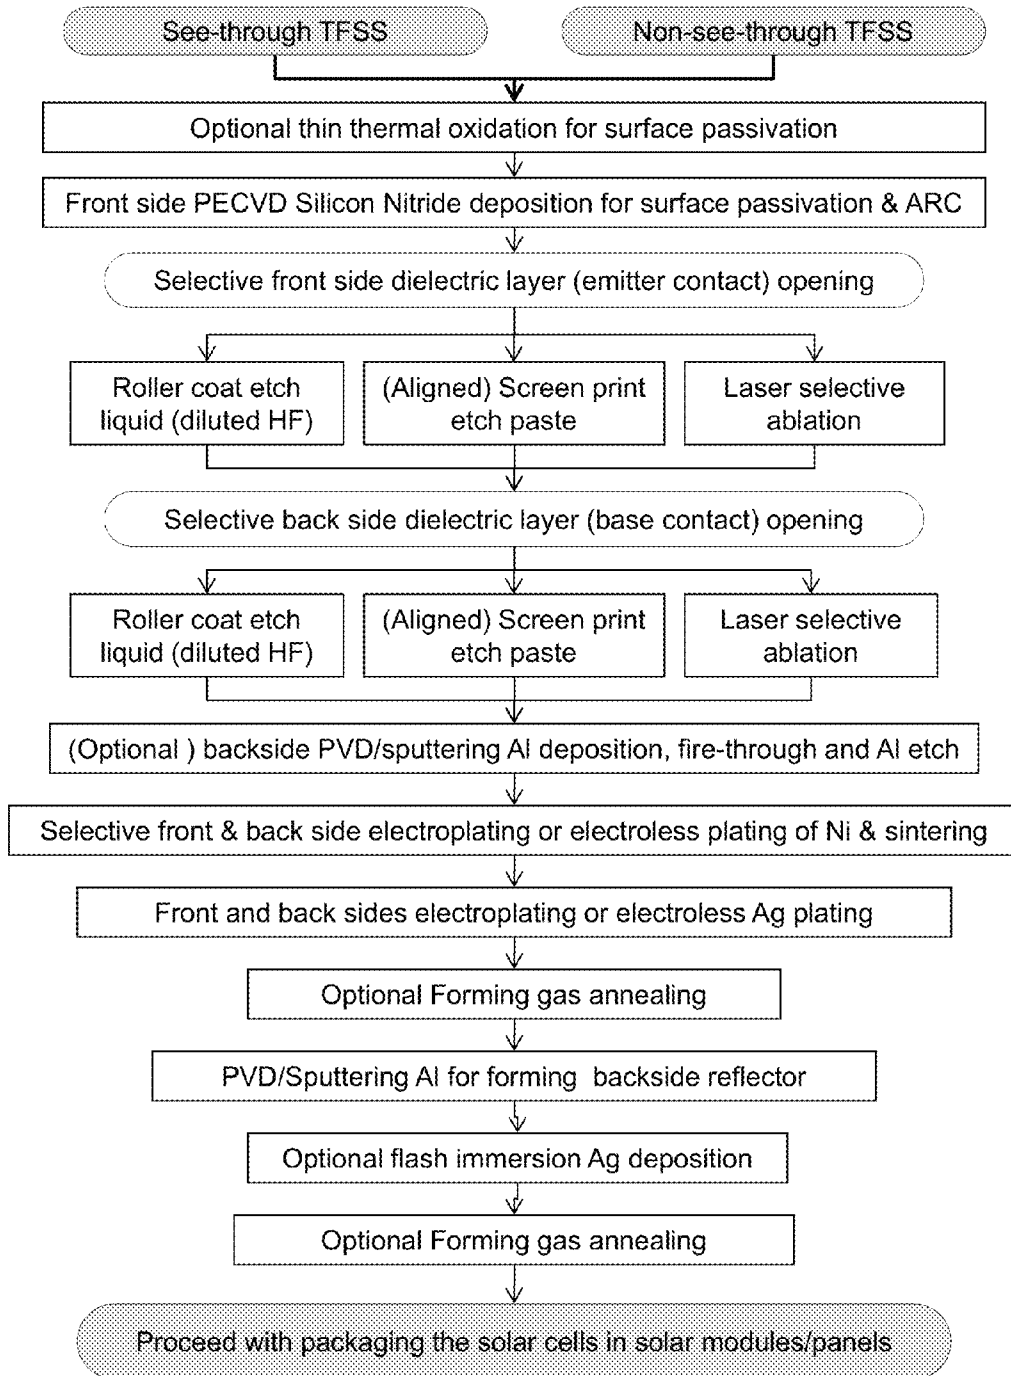 See-through TFSS
Non-see-through TFSS
Optional thin thermal oxidation for surface passivation
Front side PECVD Silicon Nitride deposition for surface passivation & ARC
Selective front side dielectric layer (emitter contact) opening
Roller coat etch
liquid (diluted HF)
(Aligned) Screen print
etch paste
Laser selective
ablation
Selective back side dielectric layer (base contact) opening
Roller coat etch
liquid (diluted HF)
(Aligned) Screen print
etch paste
Laser selective
ablation
(Optional ) backside PVD/sputtering Al deposition, fire-through and Al etch
Selective front & back side electroplating or electroless plating of Ni & sintering
Front and back sides electroplating or electroless Ag plating
Optional Forming gas annealing
PVD/Sputtering Al for forming backside reflector
Optional flash immersion Ag deposition
Optional Forming gas annealing
Proceed with packaging the solar cells in solar modules/panels